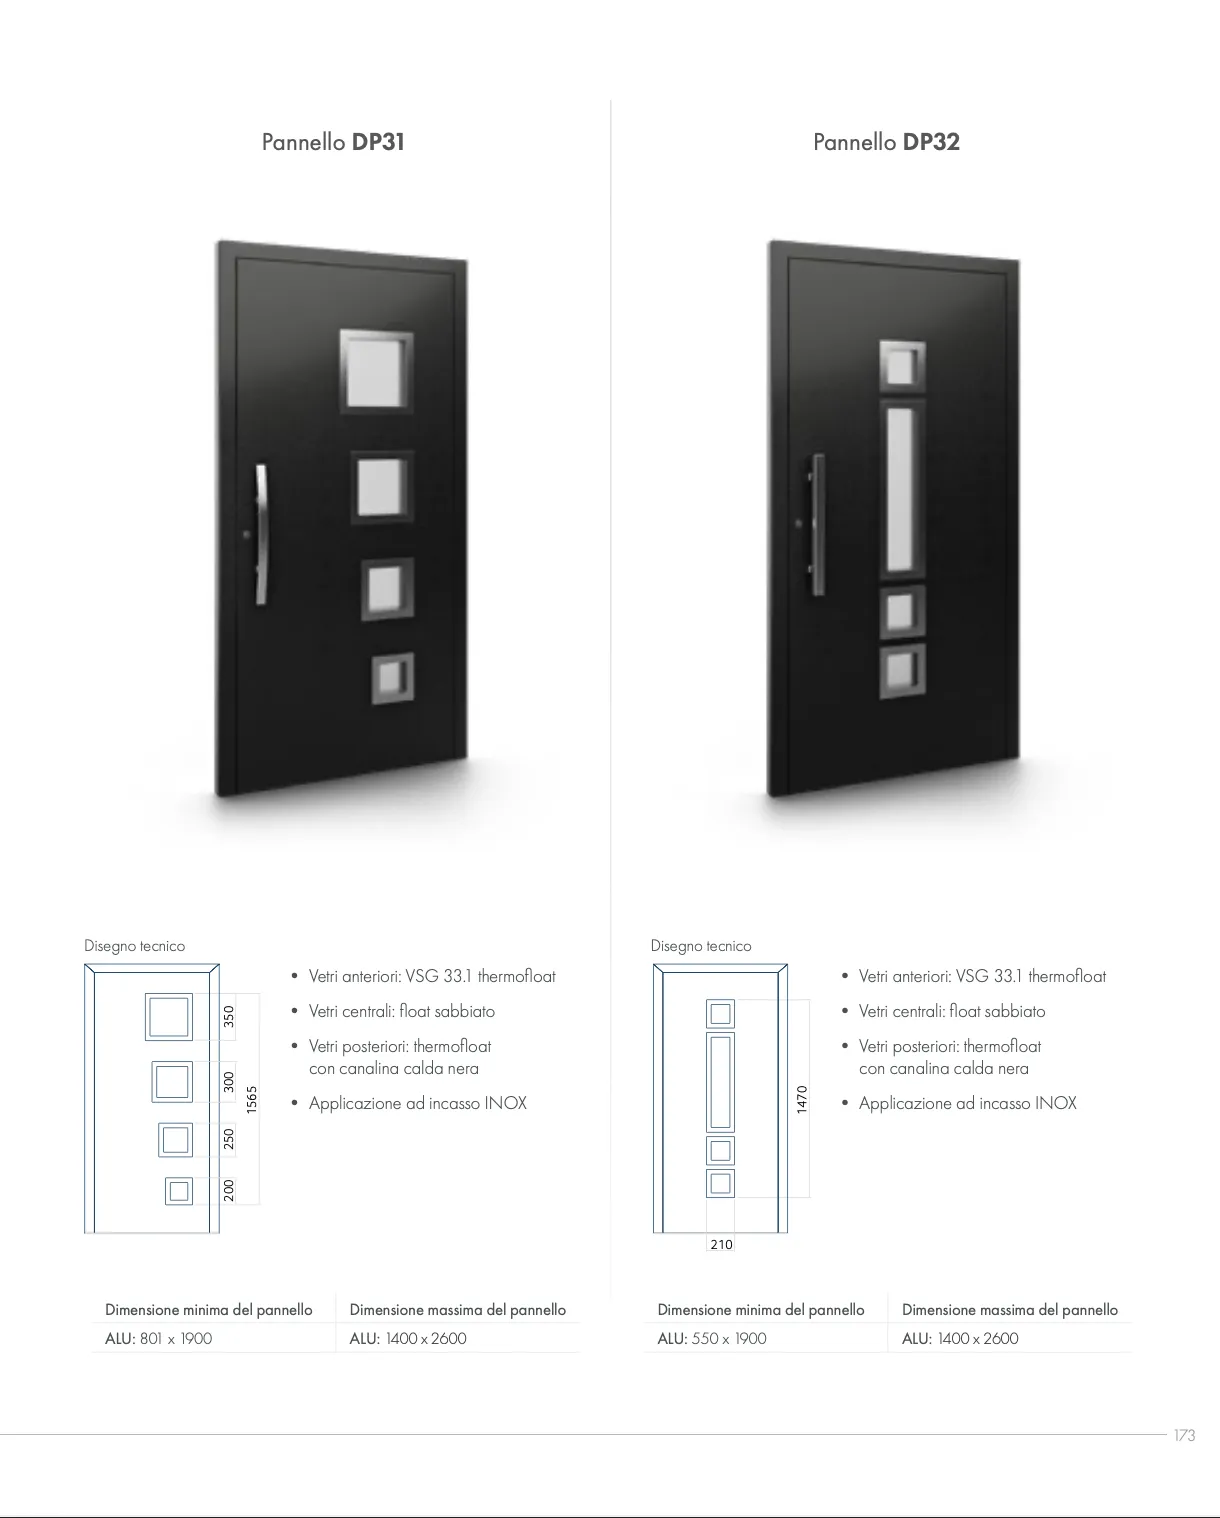 Pannello DP31
Disegno tecnico
350
300
250
200
1565
• Vetri anteriori: VSG 33.1 thermofloat
• Vetri centrali: float sabbiato
• Vetri posteriori: thermofloat
con canalina calda nera
• Applicazione ad incasso INOX
Dimensione minima del pannello
Dimensione massima del pannello
ALU: 801 x 1900
ALU: 1400 x 2600
Pannello DP32
Disegno tecnico
1470
210
• Vetri anteriori: VSG 33.1 thermofloat
• Vetri centrali: float sabbiato
• Vetri posteriori: thermofloat
con canalina calda nera
• Applicazione ad incasso INOX
Dimensione minima del pannello
Dimensione massima del pannello
ALU: 550 x 1900
ALU: 1400 x 2600
173